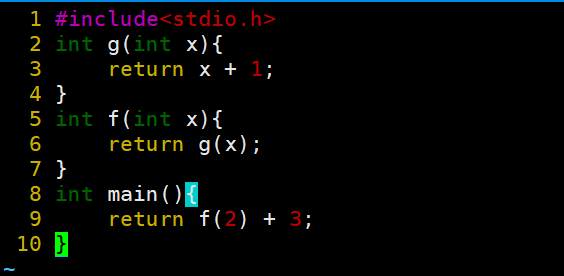 1 #include<stdio.h>
2 int g(int x){
3     return x + 1;
4 }
5 int f(int x){
6     return g(x);
7 }
8 int main(){
9     return f(2) + 3;
10 }
~